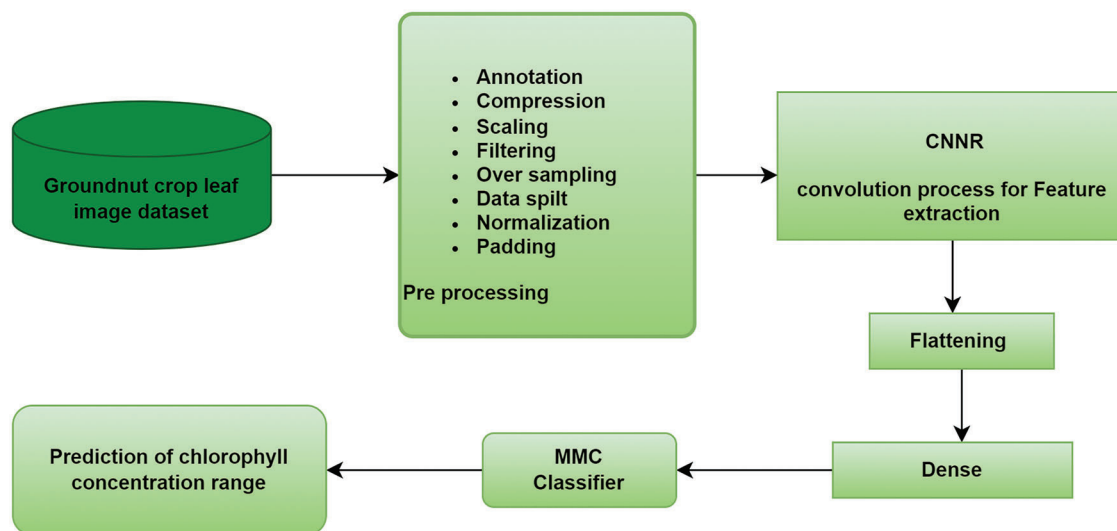 Groundnut crop leaf
image dataset
• Annotation
• Compression
• Scaling
• Filtering
• Over sampling
• Data spilt
• Normalization
• Padding
Pre processing
CNNR
convolution process for Feature
extraction
Flattening
Dense
MMC
Classifier
Prediction of chlorophyll
concentration range